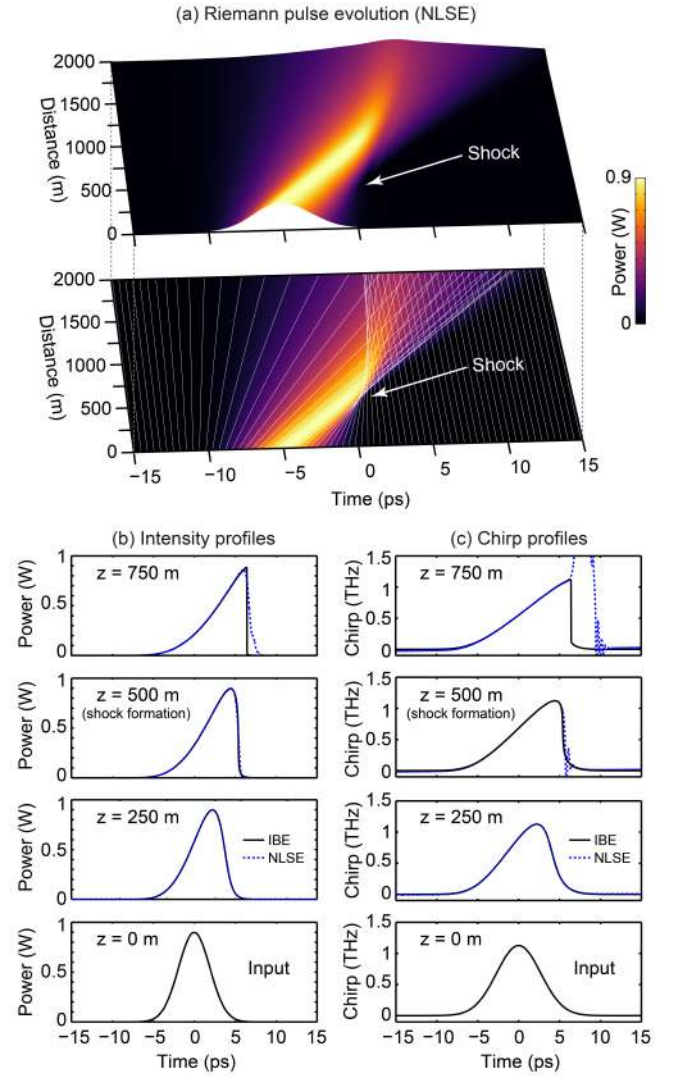 (a) Riemann pulse evolution (NLSE)
2000
1500
1000
500
0
Distance (m)
Shock
0.9
0
Power (W)
2000
1500
1000
500
0
Distance (m)
Shock
−15 −10 −5 0 5 10 15
Time (ps)
(b) Intensity profiles
(c) Chirp profiles
1
0.5
0
Power (W)
z = 750 m
1.5
1
0.5
0
Chirp (THz)
z = 750 m
1
0.5
0
Power (W)
z = 500 m
(shock formation)
1.5
1
0.5
0
Chirp (THz)
z = 500 m
(shock formation)
1
0.5
0
Power (W)
z = 250 m
IBE
NLSE
1.5
1
0.5
0
Chirp (THz)
z = 250 m
IBE
NLSE
1
0.5
0
Power (W)
z = 0 m
Input
1.5
1
0.5
0
Chirp (THz)
z = 0 m
Input
−15 −10 −5 0 5 10 15
Time (ps)
−15 −10 −5 0 5 10 15
Time (ps)